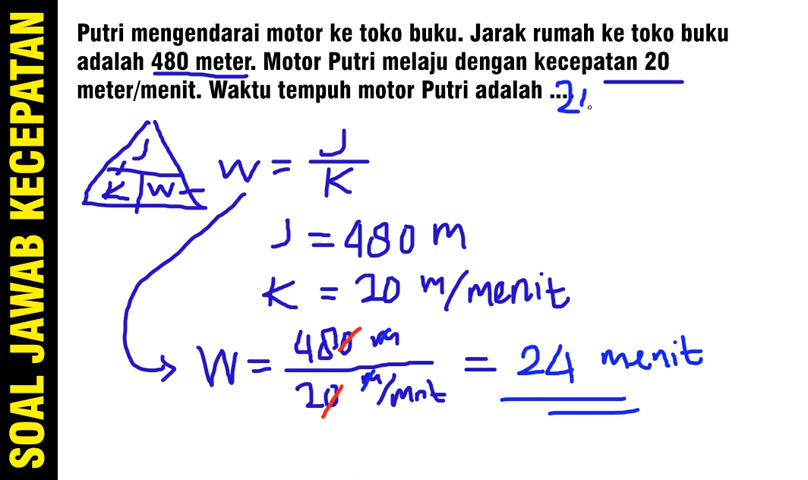 SOAL JAWAB KECEPATAN
Putri mengendarai motor ke toko buku. Jarak rumah ke toko buku
adalah 480 meter. Motor Putri melaju dengan kecepatan 20
meter/menit. Waktu tempuh motor Putri adalah ...
J
K W
W = J/K
J = 480 m
K = 20 m/menit
W = 480 m / 20 m/mnt = 24 menit